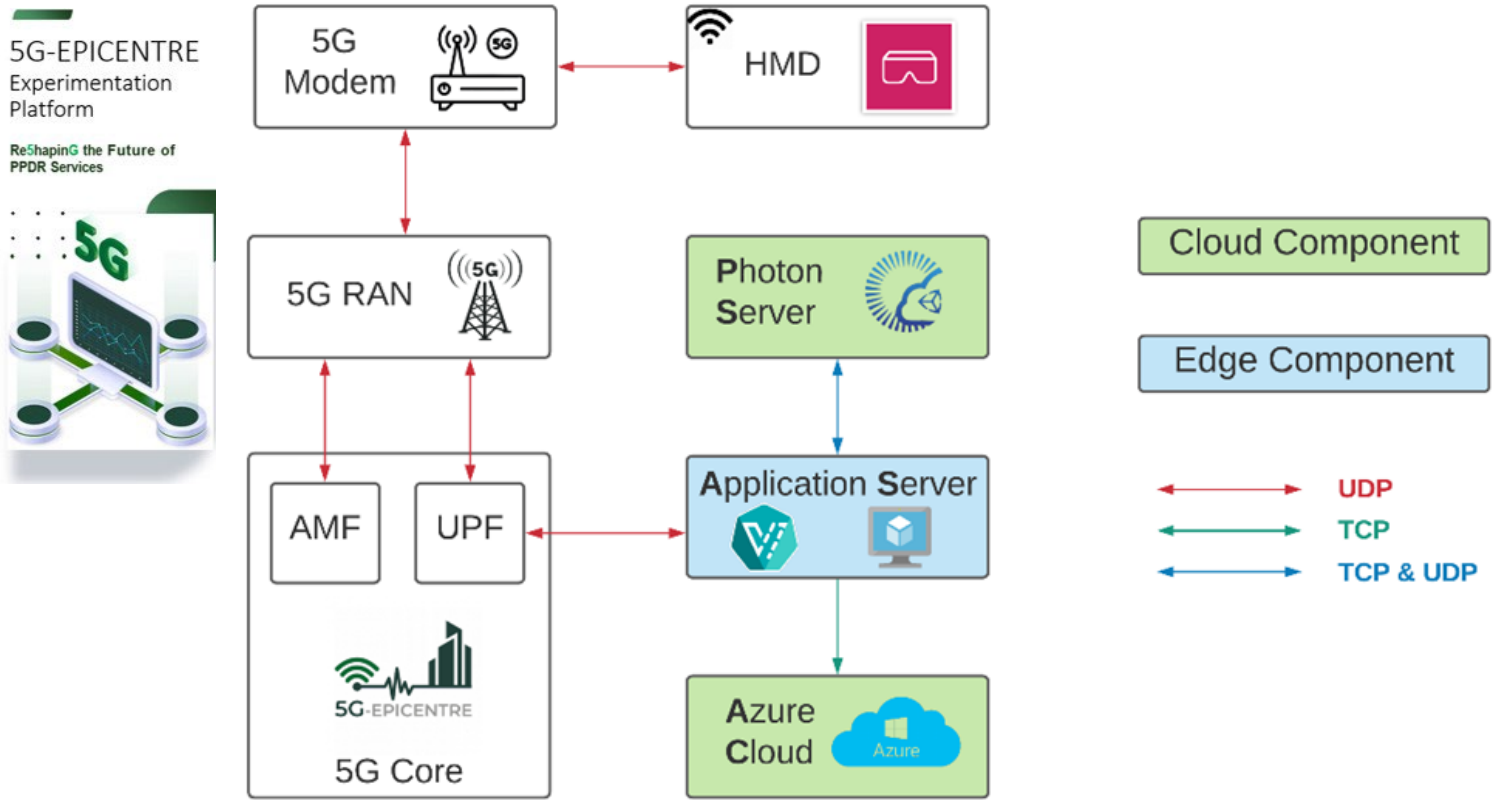 5G-EPICENTRE
Experimentation
Platform
Re5hapinG the Future of
PPDR Services
5G
5G
Modem
5G
HMD
5G RAN
((5G))
Photon
Server
Cloud Component
Edge Component
AMF
UPF
Application Server
UDP
TCP
TCP & UDP
5G-EPICENTRE
5G Core
Azure
Cloud
Azure